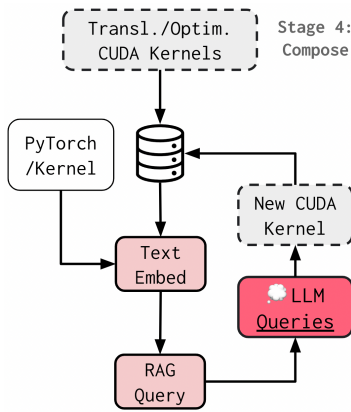 Transl./Optim.
CUDA Kernels
Stage 4:
Compose
PyTorch
/Kernel
New CUDA
Kernel
Text
Embed
LLM
Queries
RAG
Query